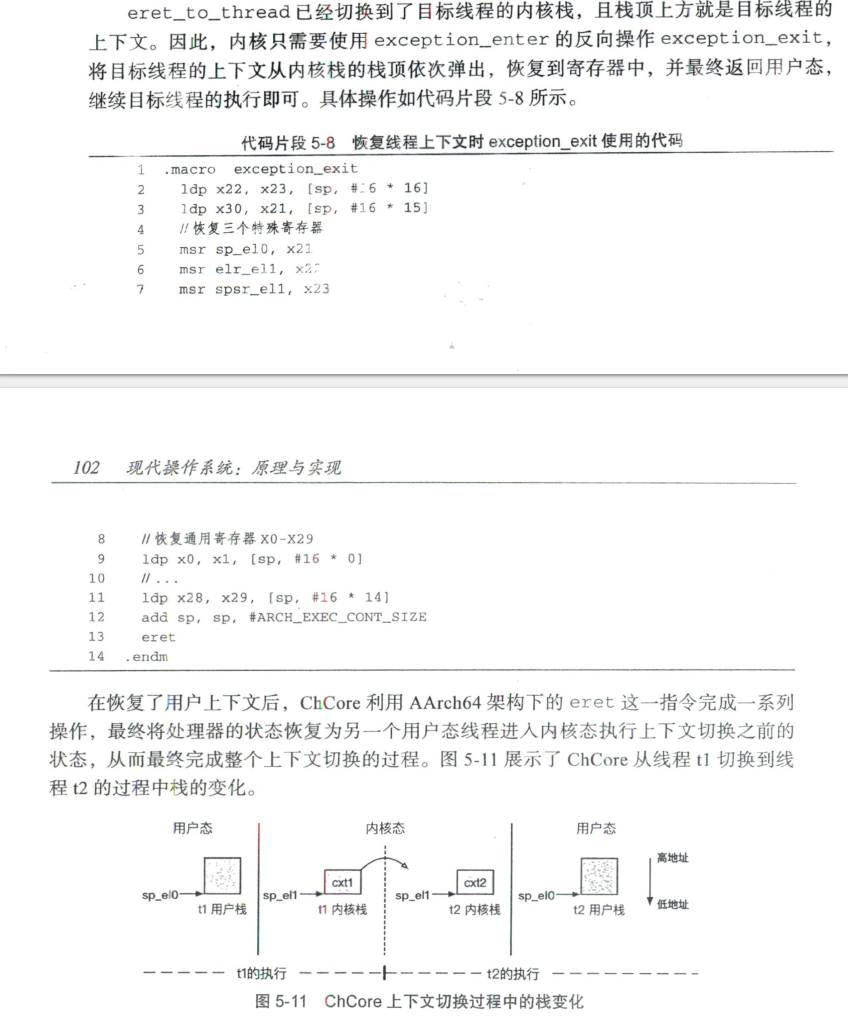 eret_to_thread已经切换到了目标线程的内核栈，且栈顶上方就是目标线程的
上下文。因此，内核只需要使用 exception_enter 的反向操作 exception_exit，
将目标线程的上下文从内核栈的栈顶依次弹出，恢复到寄存器中，并最终返回用户态，
继续目标线程的执行即可。具体操作如代码片段 5-8 所示。
代码片段 5-8 恢复线程上下文时 exception_exit 使用的代码
1 .macro exception_exit
2 ldp x22, x23, [sp, #16 * 16]
3 ldp x30, x21, [sp, #16 * 15]
4 //恢复三个特殊寄存器
5 msr sp_el0, x21
6 msr elr_el1, x22
7 msr spsr_el1, x23
102 现代操作系统：原理与实现
8 //恢复通用寄存器 X0-X29
9 ldp x0, x1, [sp, #16 * 0]
10 //...
11 ldp x28, x29, [sp, #16 * 14]
12 add sp, sp, #ARCH_EXEC_CONT_SIZE
13 eret
14 .endm
在恢复了用户上下文后，ChCore 利用 AArch64 架构下的 eret 这一指令完成一系列
操作，最终将处理器的状态恢复为另一个用户态线程进入内核态执行上下文切换之前的
状态，从而最终完成整个上下文切换的过程。图 5-11 展示了 ChCore 从线程 t1 切换到线
程 t2 的过程中栈的变化。
用户态 内核态 用户态
高地址
cxt1 cxt2
sp_el0 sp_el1 sp_el1 sp_el0
t1 用户栈 t1 内核栈 t2 内核栈 t2 用户栈 低地址
t1的执行 t2的执行
图 5-11 ChCore 上下文切换过程中的栈变化